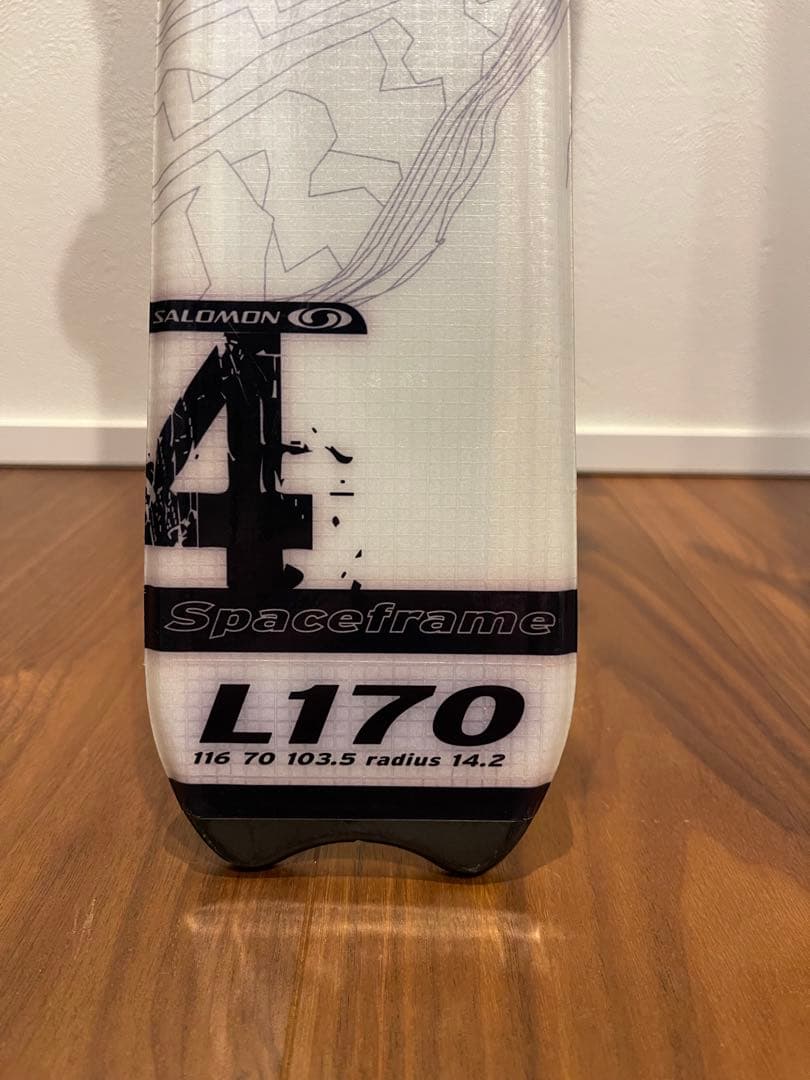 SALOMON
4
Spaceframe
L170
116 70 103.5 radius 14.2